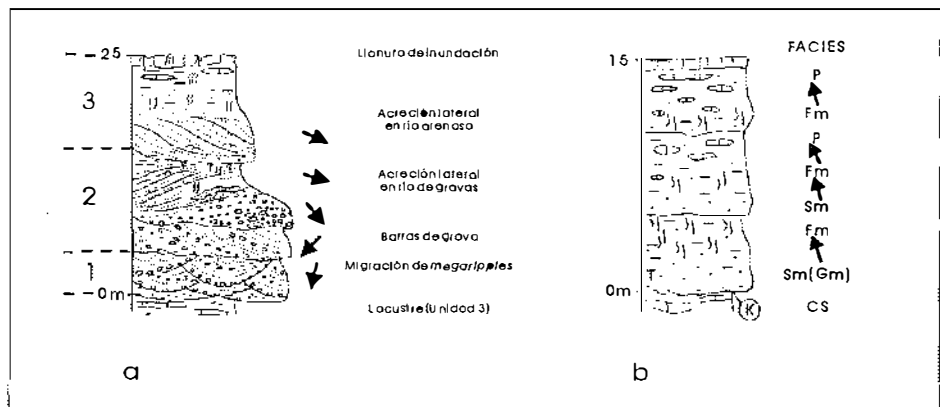 25
3
2
1
0m
Llanura de inundación
Acreción lateral
en río arenoso
Acreción lateral
en río de gravas
Barras de grava
Migración de megaripples
Lacustre (Unidad 3)
a
15
0m
K
FACIES
P
Fm
P
Fm
Sm
Fm
Sm(Gm)
CS
b